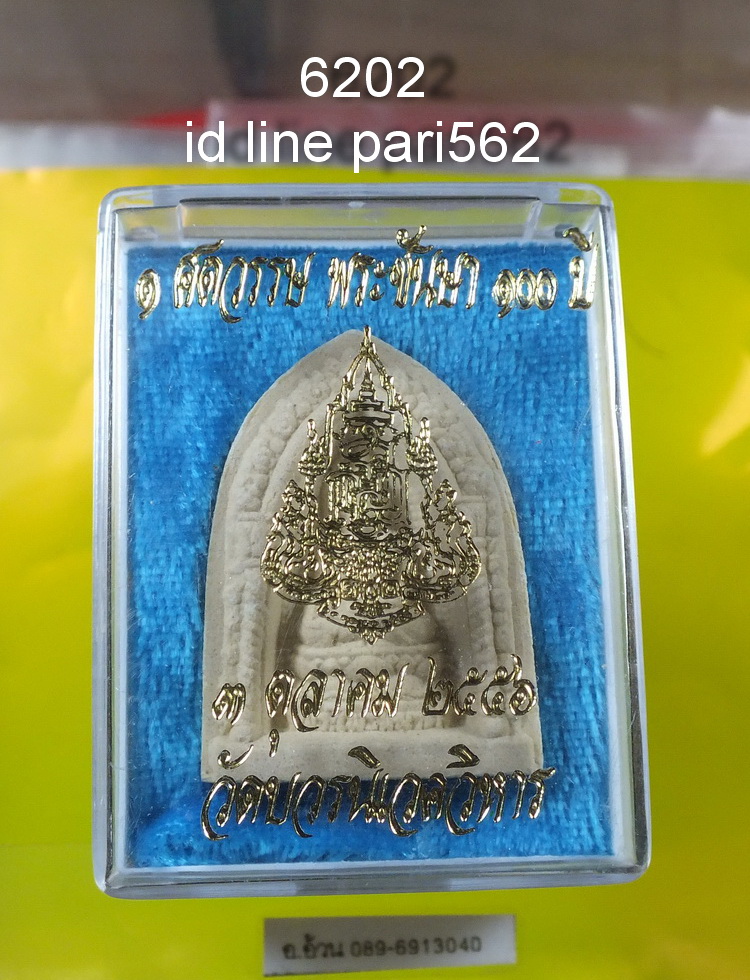 6202
id line pari562
๑ ศตวรรษ พระชันษา ๑๐๐ ปี
๓ ตุลาคม ๒๕๕๖
วัดบวรนิเวศวิหาร
อ.อ้วน 089-6913040